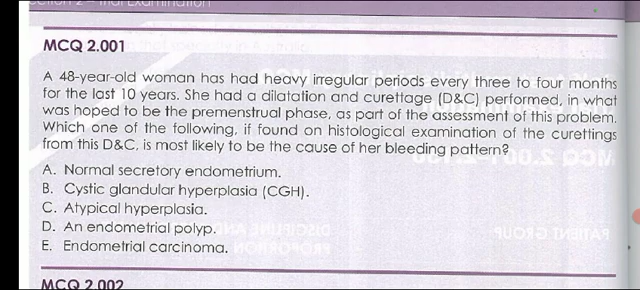 Section 2 – Trial Examination
MCQ 2.001
A 48-year-old woman has had heavy irregular periods every three to four months
for the last 10 years. She had a dilatation and curettage (D&C) performed, in what
was hoped to be the premenstrual phase, as part of the assessment of this problem.
Which one of the following, if found on histological examination of the curettings
from this D&C, is most likely to be the cause of her bleeding pattern?
A. Normal secretory endometrium.
B. Cystic glandular hyperplasia (CGH).
C. Atypical hyperplasia.
D. An endometrial polyp.
E. Endometrial carcinoma.
MCQ 2.002